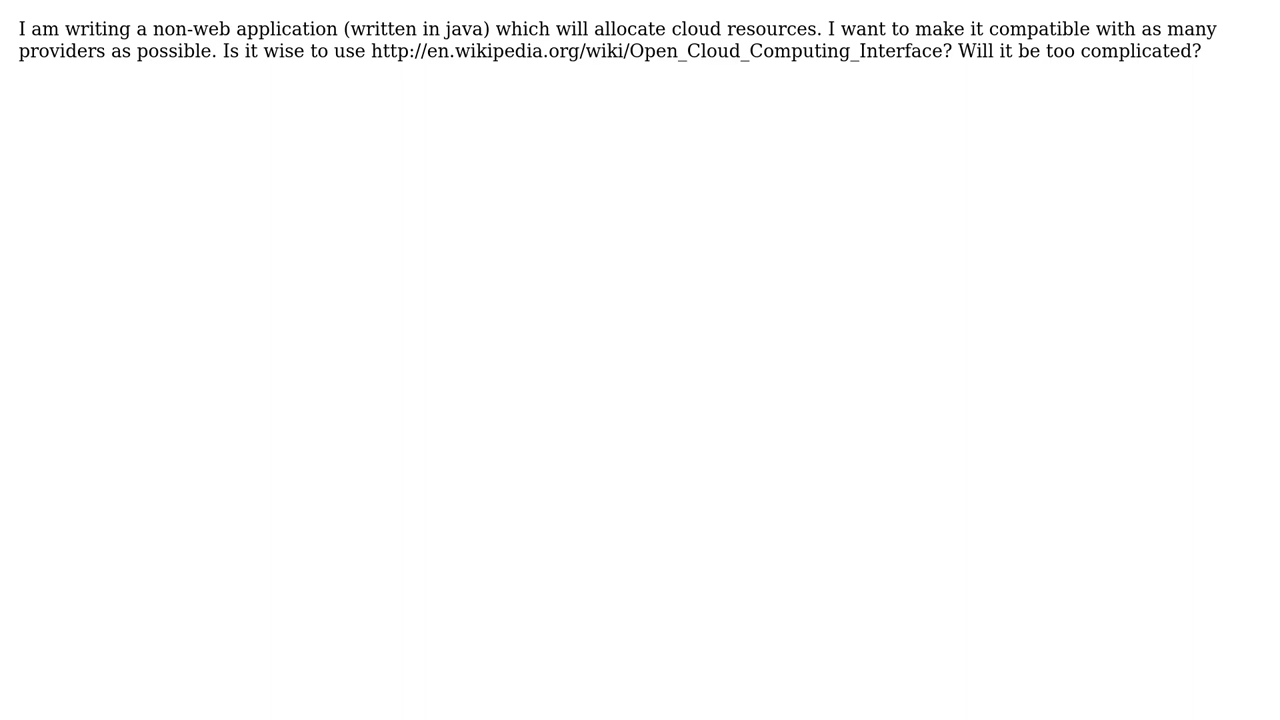 I am writing a non-web application (written in java) which will allocate cloud resources. I want to make it compatible with as many
providers as possible. Is it wise to use http://en.wikipedia.org/wiki/Open_Cloud_Computing_Interface? Will it be too complicated?